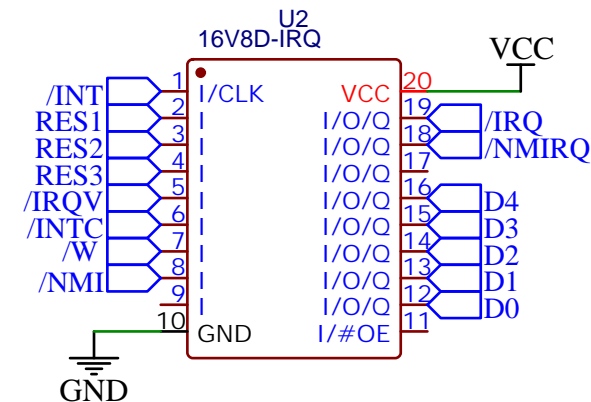 U2
16V8D-IRQ
VCC
/INT 1 I/CLK VCC 20
RES1 2 I I/O/Q 19 /IRQ
RES2 3 I I/O/Q 18 /NMIRQ
RES3 4 I I/O/Q 17
/IRQV 5 I I/O/Q 16 D4
/INTC 6 I I/O/Q 15 D3
/W 7 I I/O/Q 14 D2
/NMI 8 I I/O/Q 13 D1
9 I I/O/Q 12 D0
10 GND I/#OE 11
GND